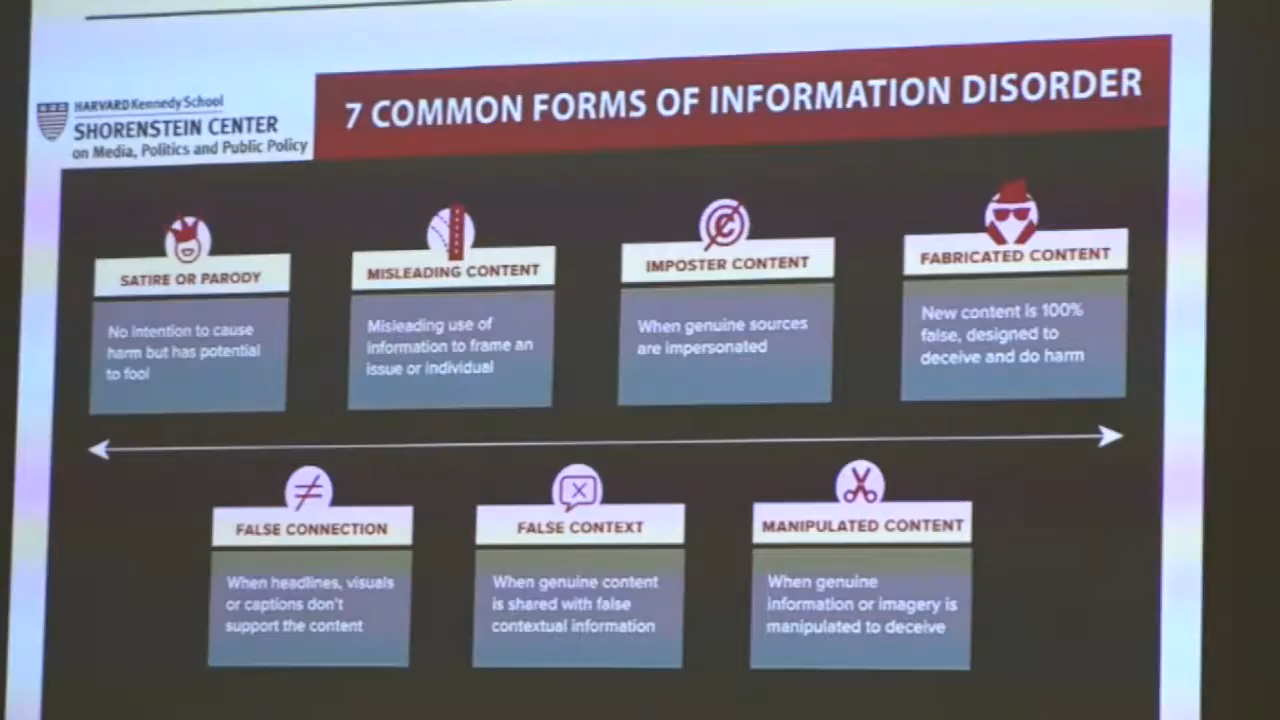 HARVARD Kennedy School
SHORENSTEIN CENTER
on Media, Politics and Public Policy
7 COMMON FORMS OF INFORMATION DISORDER
SATIRE OR PARODY
No intention to cause
harm but has potential
to fool
MISLEADING CONTENT
Misleading use of
information to frame an
issue or individual
IMPOSTER CONTENT
When genuine sources
are impersonated
FABRICATED CONTENT
New content is 100%
false, designed to
deceive and do harm
FALSE CONNECTION
When headlines, visuals
or captions don't
support the content
FALSE CONTEXT
When genuine content
is shared with false
contextual information
MANIPULATED CONTENT
When genuine
information or imagery is
manipulated to deceive